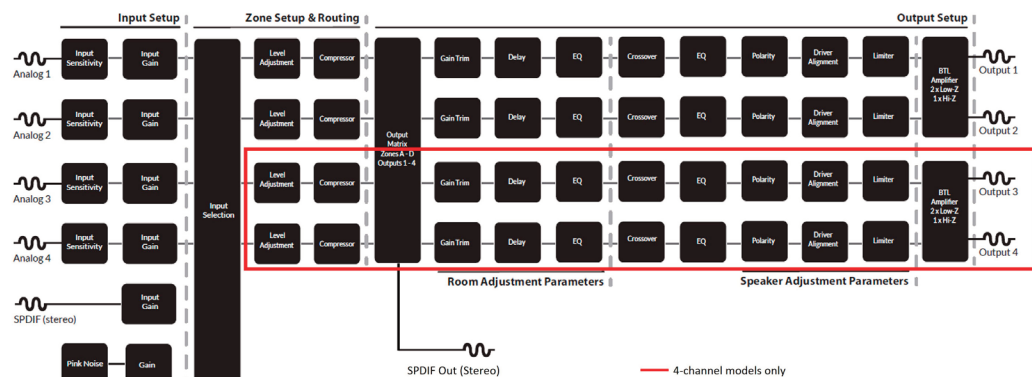 Input Setup
Zone Setup & Routing
Output Setup
Analog 1
Input
Sensitivity
Input
Gain
Level
Adjustment
Compressor
Gain Trim
Delay
EQ
Crossover
EQ
Polarity
Driver
Alignment
Limiter
BTL
Amplifier
2 x Low-Z
1 x Hi-Z
Output 1
Analog 2
Input
Sensitivity
Input
Gain
Level
Adjustment
Compressor
Output
Matrix
Zones A - D
Outputs 1 - 4
Gain Trim
Delay
EQ
Crossover
EQ
Polarity
Driver
Alignment
Limiter
Output 2
Analog 3
Input
Sensitivity
Input
Gain
Input
Selection
Level
Adjustment
Compressor
Gain Trim
Delay
EQ
Crossover
EQ
Polarity
Driver
Alignment
Limiter
BTL
Amplifier
2 x Low-Z
1 x Hi-Z
Output 3
Analog 4
Input
Sensitivity
Input
Gain
Level
Adjustment
Compressor
Gain Trim
Delay
EQ
Crossover
EQ
Polarity
Driver
Alignment
Limiter
Output 4
Room Adjustment Parameters
Speaker Adjustment Parameters
SPDIF (stereo)
Input
Gain
Pink Noise
Gain
SPDIF Out (Stereo)
4-channel models only